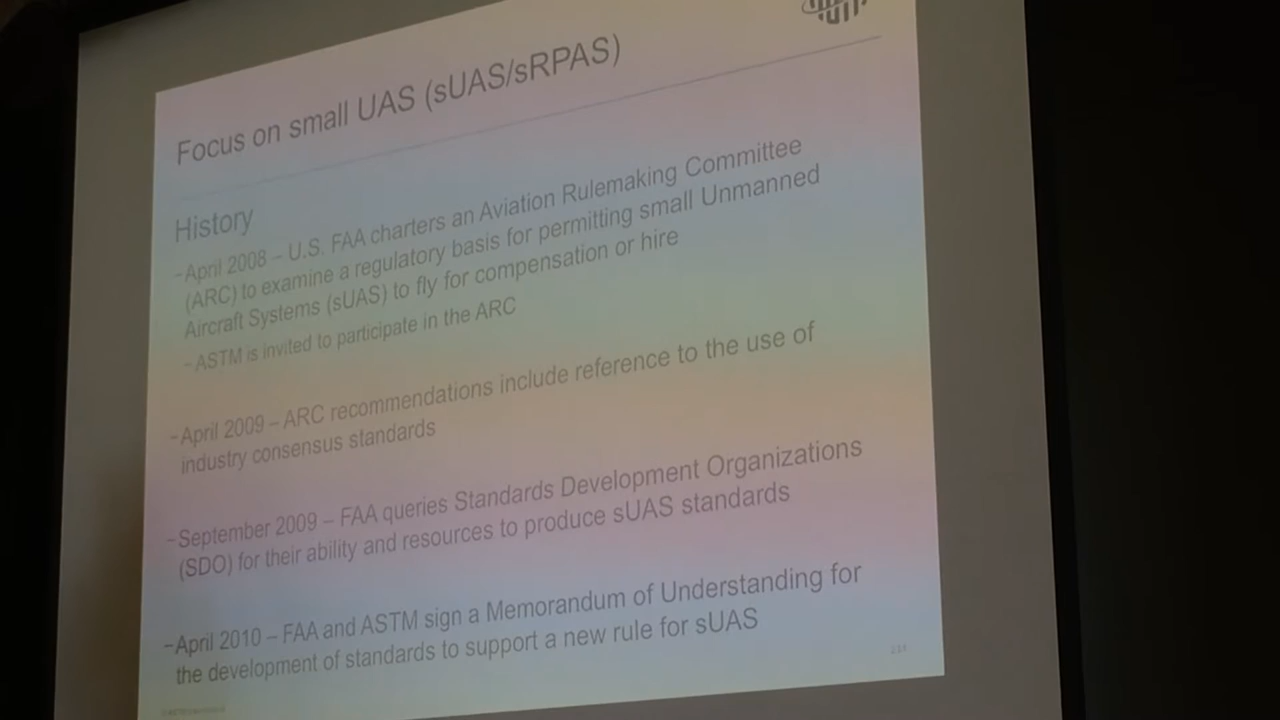 Focus on small UAS (sUAS/sRPAS)
History
–April 2008 – U.S. FAA charters an Aviation Rulemaking Committee
(ARC) to examine a regulatory basis for permitting small Unmanned
Aircraft Systems (sUAS) to fly for compensation or hire
– ASTM is invited to participate in the ARC
–April 2009 – ARC recommendations include reference to the use of
industry consensus standards
–September 2009 – FAA queries Standards Development Organizations
(SDO) for their ability and resources to produce sUAS standards
–April 2010 – FAA and ASTM sign a Memorandum of Understanding for
the development of standards to support a new rule for sUAS